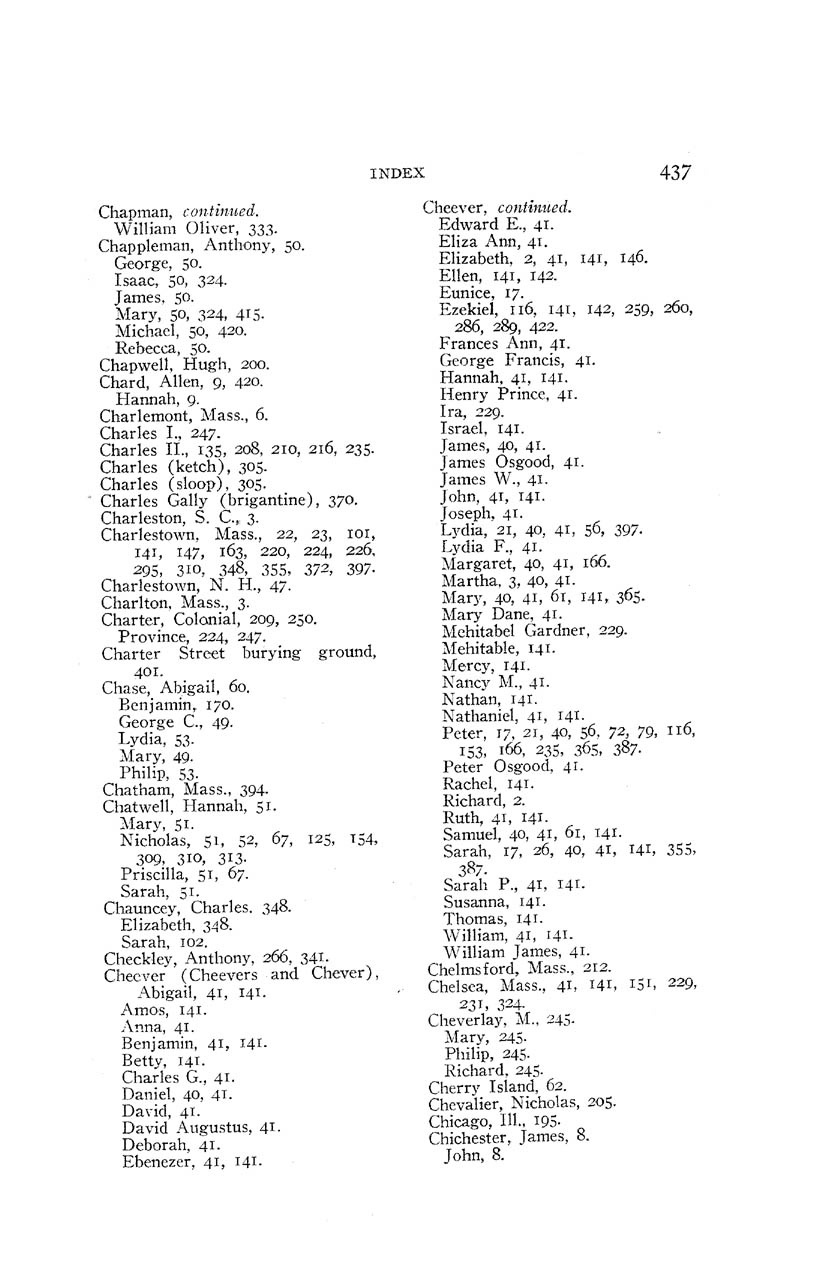 INDEX 437
Chapman, continued.
William Oliver, 333.
Chappleman, Anthony, 50.
George, 50.
Isaac, 50, 324.
James, 50.
Mary, 50, 324, 415.
Michael, 50, 420.
Rebecca, 50.
Chapwell, Hugh, 200.
Chard, Allen, 9, 420.
Hannah, 9.
Charlemont, Mass., 6.
Charles I., 247.
Charles II., 135, 208, 210, 216, 235.
Charles (ketch), 305.
Charles (sloop), 305.
Charles Gally (brigantine), 370.
Charleston, S. C., 3.
Charlestown, Mass., 22, 23, 101,
141, 147, 163, 220, 224, 226,
295, 310, 348, 355, 372, 397.
Charlestown, N. H., 47.
Charlton, Mass., 3.
Charter, Colonial, 209, 250.
Province, 224, 247.
Charter Street burying ground,
401.
Chase, Abigail, 60.
Benjamin, 170.
George C., 49.
Lydia, 53.
Mary, 49.
Philip, 53.
Chatham, Mass., 394.
Chatwell, Hannah, 51.
Mary, 51.
Nicholas, 51, 52, 67, 125, 154,
309, 310, 313.
Priscilla, 51, 67.
Sarah, 51.
Chauncey, Charles, 348.
Elizabeth, 348.
Sarah, 102.
Checkley, Anthony, 266, 341.
Cheever (Cheevers and Chever),
Abigail, 41, 141.
Amos, 141.
Anna, 41.
Benjamin, 41, 141.
Betty, 141.
Charles G., 41.
Daniel, 40, 41.
David, 41.
David Augustus, 41.
Deborah, 41.
Ebenezer, 41, 141.
Cheever, continued.
Edward E., 41.
Eliza Ann, 41.
Elizabeth, 2, 41, 141, 146.
Ellen, 141, 142.
Eunice, 17.
Ezekiel, 116, 141, 142, 259, 260,
286, 289, 422.
Frances Ann, 41.
George Francis, 41.
Hannah, 41, 141.
Henry Prince, 41.
Ira, 229.
Israel, 141.
James, 40, 41.
James Osgood, 41.
James W., 41.
John, 41, 141.
Joseph, 41.
Lydia, 21, 40, 41, 56, 397.
Lydia F., 41.
Margaret, 40, 41, 166.
Martha, 3, 40, 41.
Mary, 40, 41, 61, 141, 365.
Mary Dane, 41.
Mehitabel Gardner, 229.
Mehitable, 141.
Mercy, 141.
Nancy M., 41.
Nathan, 141.
Nathaniel, 41, 141.
Peter, 17, 21, 40, 56, 72, 79, 116,
153, 166, 235, 365, 387.
Peter Osgood, 41.
Rachel, 141.
Richard, 2.
Ruth, 41, 141.
Samuel, 40, 41, 61, 141.
Sarah, 17, 26, 40, 41, 141, 355,
387.
Sarah P., 41, 141.
Susanna, 141.
Thomas, 141.
William, 41, 141.
William James, 41.
Chelmsford, Mass., 212.
Chelsea, Mass., 41, 141, 151, 229,
231, 324.
Cheverlay, M., 245.
Mary, 245.
Philip, 245.
Richard, 245.
Cherry Island, 62.
Chevalier, Nicholas, 205.
Chicago, Ill., 195.
Chichester, James, 8.
John, 8.